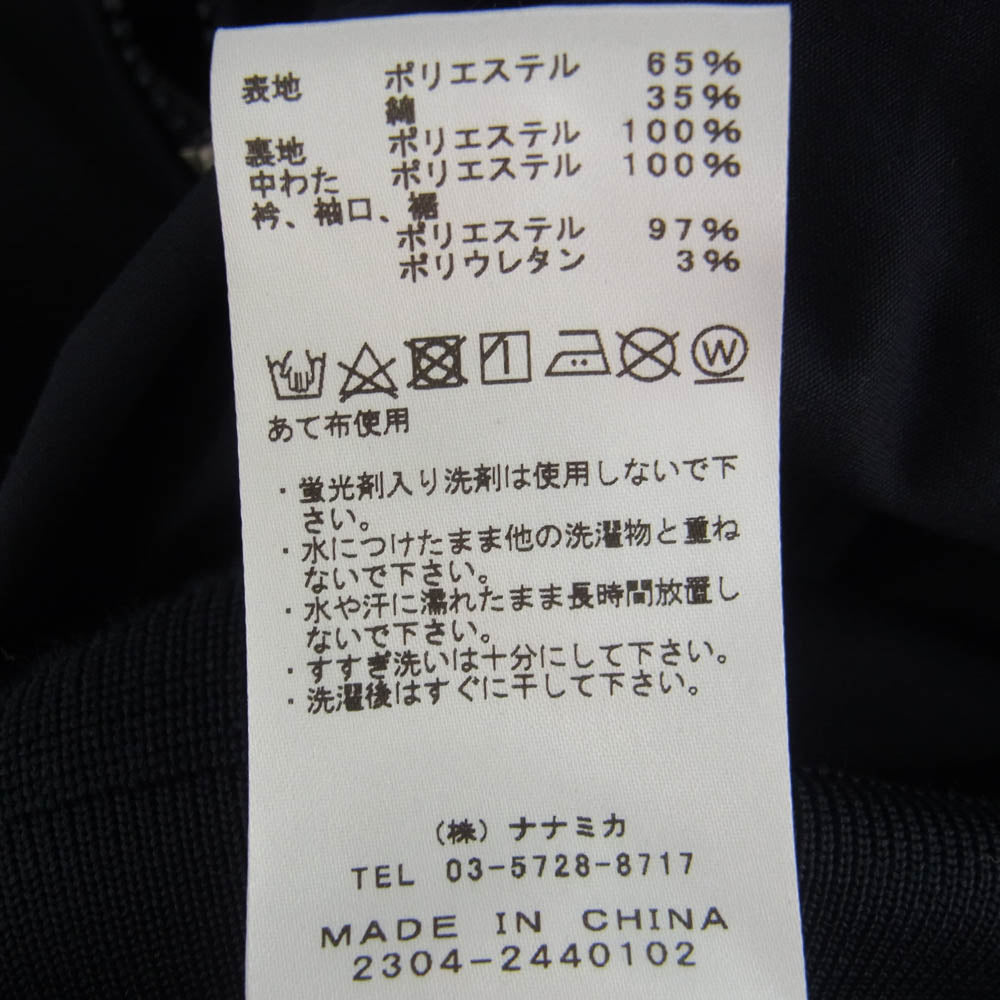 表地 ポリエステル 65%
綿 35%
裏地 ポリエステル 100%
中わた ポリエステル 100%
衿、袖口、裾
ポリエステル 97%
ポリウレタン 3%
W
あて布使用
・蛍光剤入り洗剤は使用しないで下
さい。
・水につけたまま他の洗濯物と重ね
ないで下さい。
・水や汗に濡れたまま長時間放置し
ないで下さい。
・すすぎ洗いは十分にして下さい。
・洗濯後はすぐに干して下さい。
(株) ナナミカ
TEL 03-5728-8717
MADE IN CHINA
2304-2440102